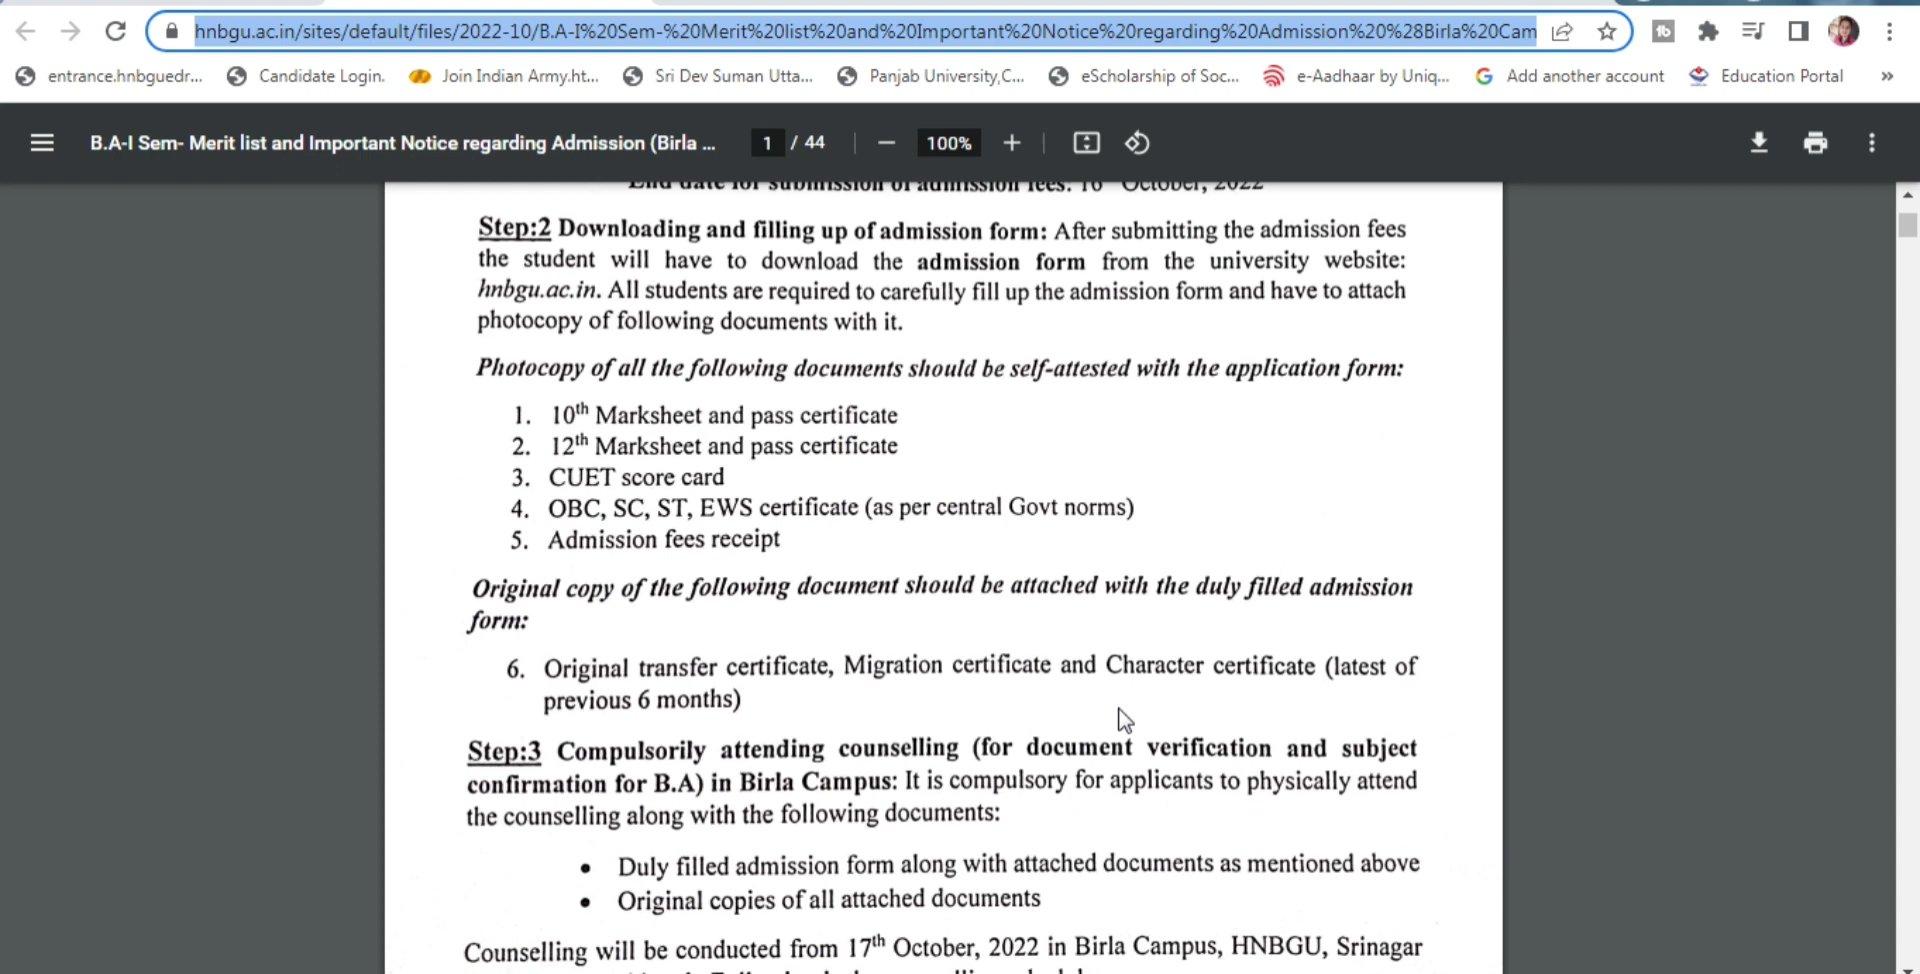 hnbgu.ac.in/sites/default/files/2022-10/B.A-I%20Sem-%20Merit%20list%20and%20Important%20Notice%20regarding%20Admission%20%28Birla%20Cam
entrance.hnbguedr... Candidate Login. Join Indian Army.ht... Sri Dev Suman Utta... Panjab University,C... eScholarship of Soc... e-Aadhaar by Uniq... Add another account Education Portal »
B.A-I Sem- Merit list and Important Notice regarding Admission (Birla ... 1 / 44 100%
End date for submission of admission fees: 16 October, 2022
Step:2 Downloading and filling up of admission form: After submitting the admission fees
the student will have to download the admission form from the university website:
hnbgu.ac.in. All students are required to carefully fill up the admission form and have to attach
photocopy of following documents with it.
Photocopy of all the following documents should be self-attested with the application form:
1. 10th Marksheet and pass certificate
2. 12th Marksheet and pass certificate
3. CUET score card
4. OBC, SC, ST, EWS certificate (as per central Govt norms)
5. Admission fees receipt
Original copy of the following document should be attached with the duly filled admission
form:
6. Original transfer certificate, Migration certificate and Character certificate (latest of
previous 6 months)
Step:3 Compulsorily attending counselling (for document verification and subject
confirmation for B.A) in Birla Campus: It is compulsory for applicants to physically attend
the counselling along with the following documents:
• Duly filled admission form along with attached documents as mentioned above
• Original copies of all attached documents
Counselling will be conducted from 17th October, 2022 in Birla Campus, HNBGU, Srinagar